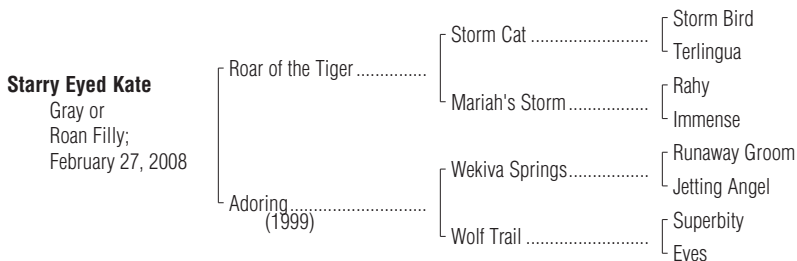 Starry Eyed Kate
Gray or
Roan Filly;
February 27, 2008
Roar of the Tiger ...............
Adoring.............................
(1999)
Storm Cat .........................
Mariah's Storm.................
Wekiva Springs.................
Wolf Trail ..........................
Storm Bird
Terlingua
Rahy
Immense
Runaway Groom
Jetting Angel
Superbity
Eves